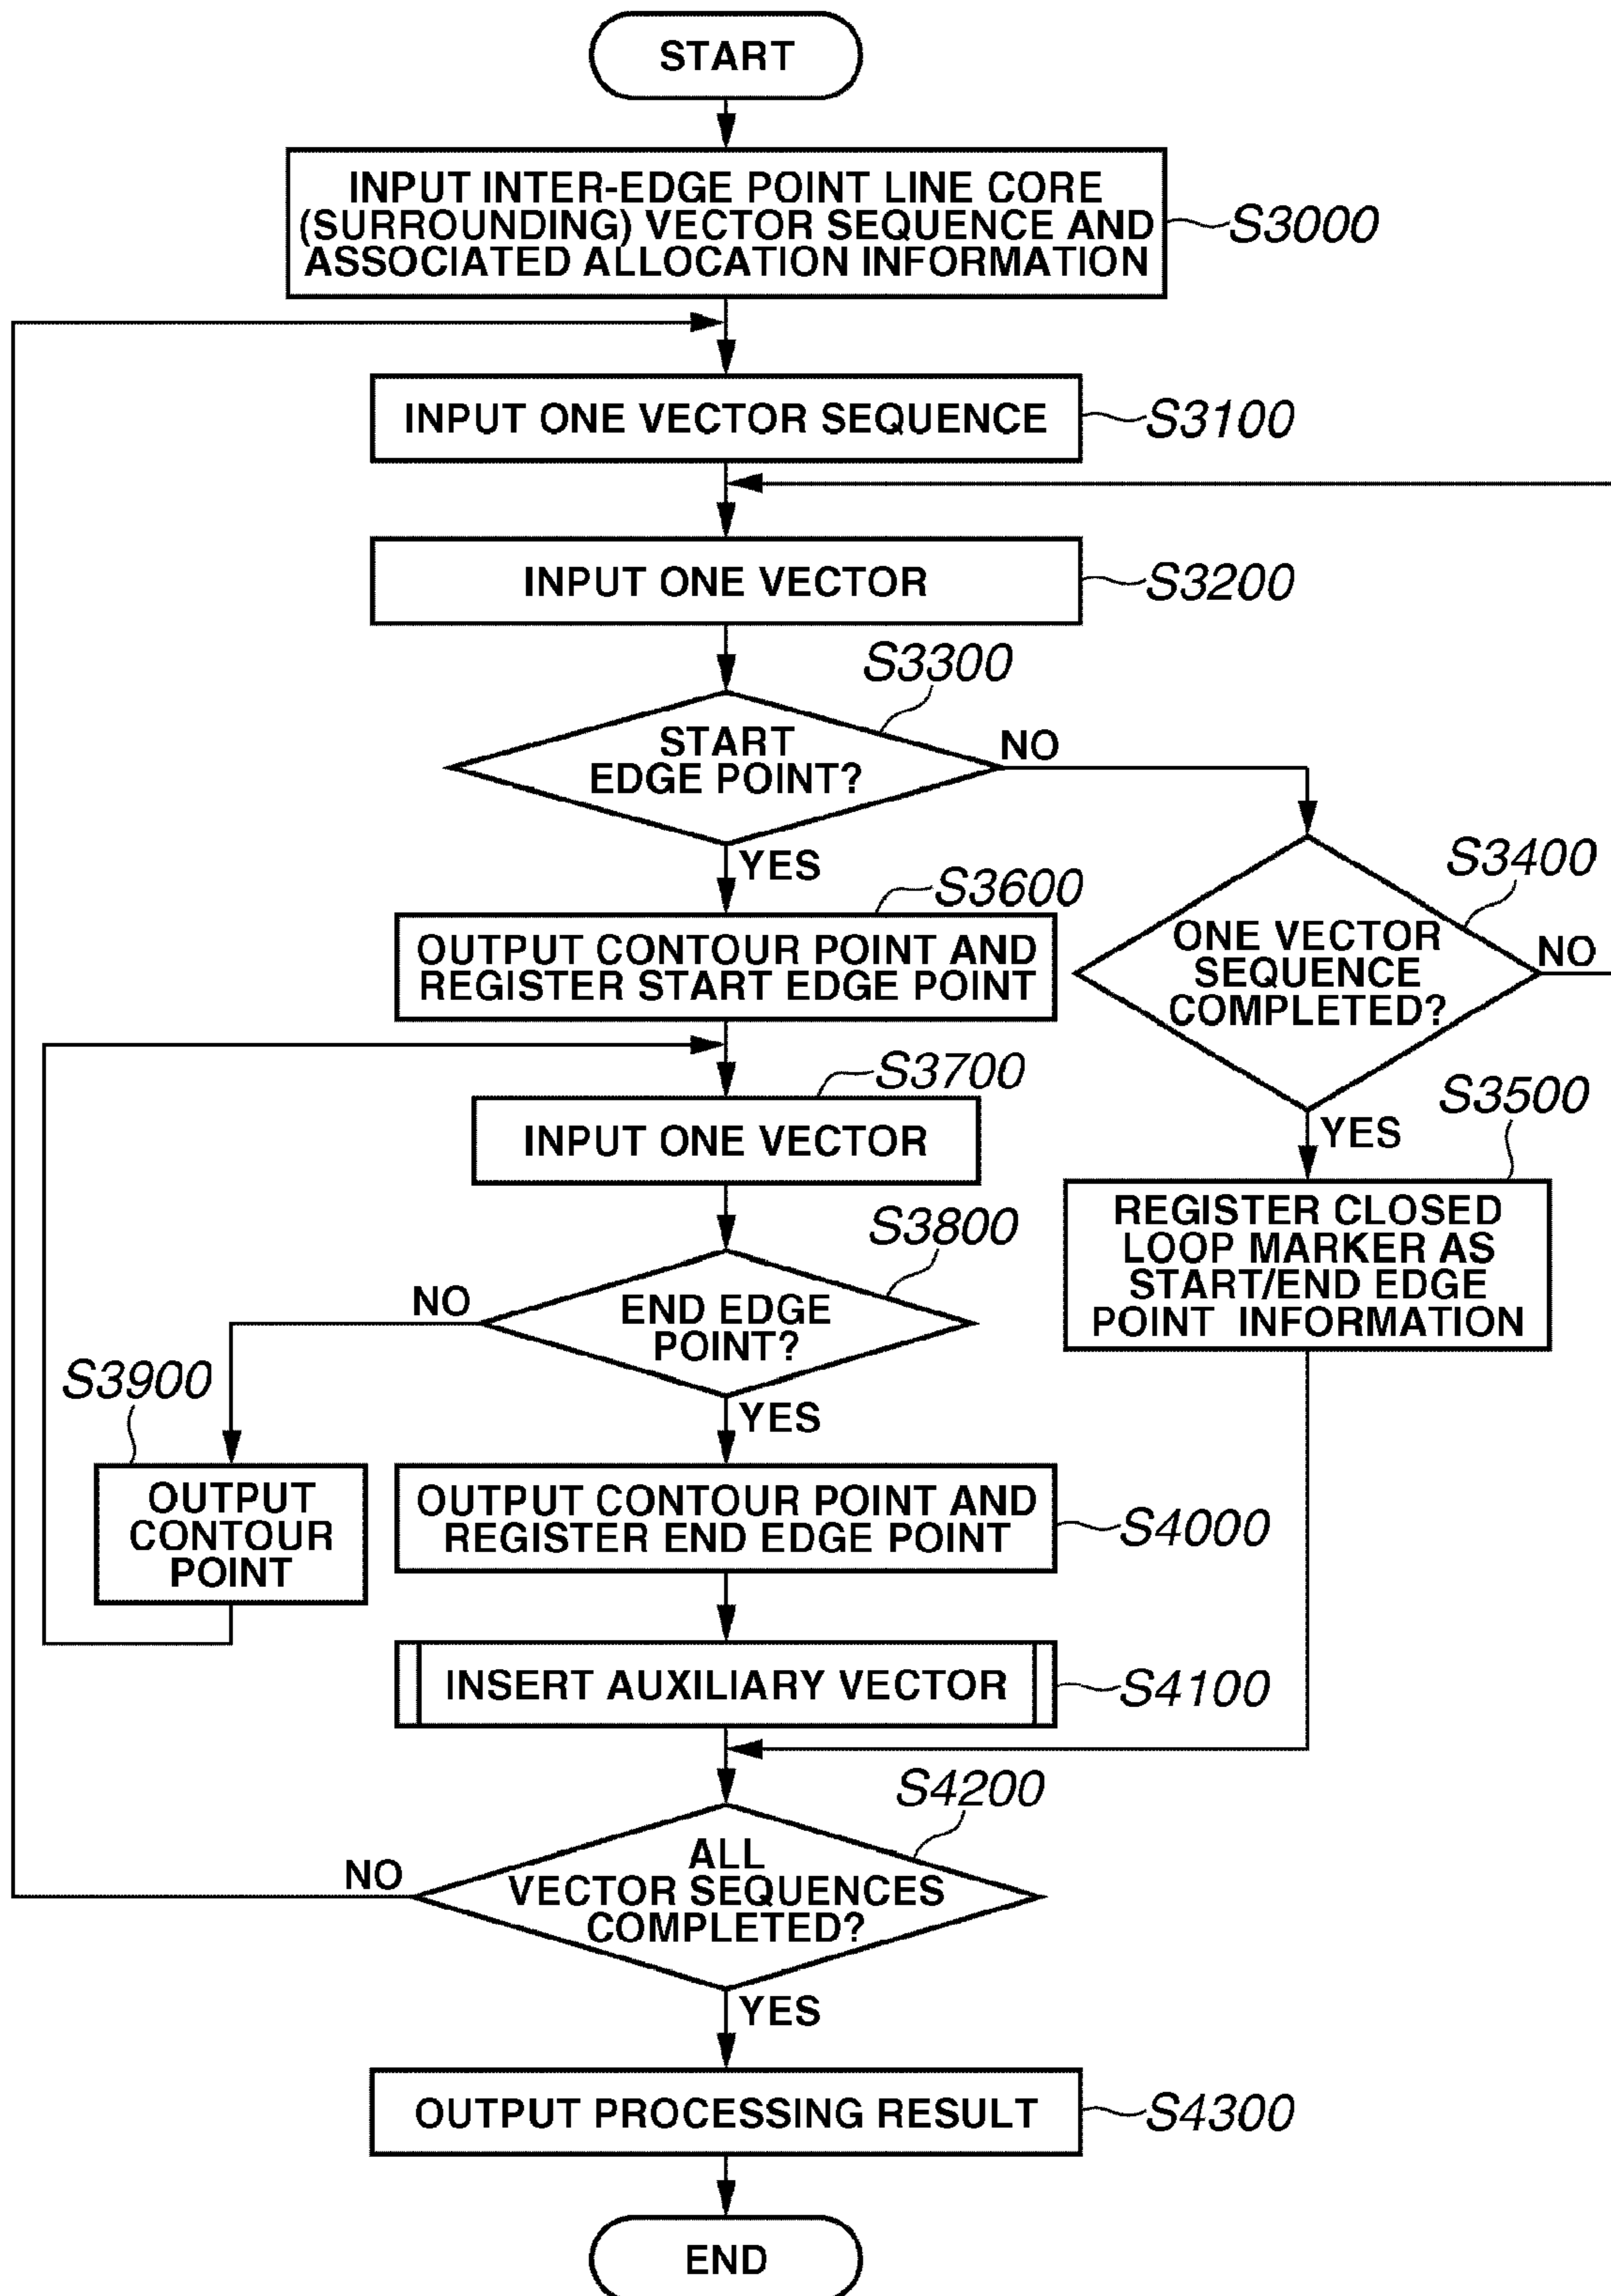 START
INPUT INTER-EDGE POINT LINE CORE
(SURROUNDING) VECTOR SEQUENCE AND
ASSOCIATED ALLOCATION INFORMATION
S3000
INPUT ONE VECTOR SEQUENCE
S3100
INPUT ONE VECTOR
S3200
S3300
START
EDGE POINT?
NO
YES
S3400
ONE VECTOR
SEQUENCE
COMPLETED?
NO
YES
S3500
REGISTER CLOSED
LOOP MARKER AS
START/END EDGE
POINT INFORMATION
S3600
OUTPUT CONTOUR POINT AND
REGISTER START EDGE POINT
S3700
INPUT ONE VECTOR
S3800
END EDGE
POINT?
NO
YES
S3900
OUTPUT
CONTOUR
POINT
OUTPUT CONTOUR POINT AND
REGISTER END EDGE POINT
S4000
INSERT AUXILIARY VECTOR
S4100
S4200
ALL
VECTOR SEQUENCES
COMPLETED?
NO
YES
OUTPUT PROCESSING RESULT
S4300
END